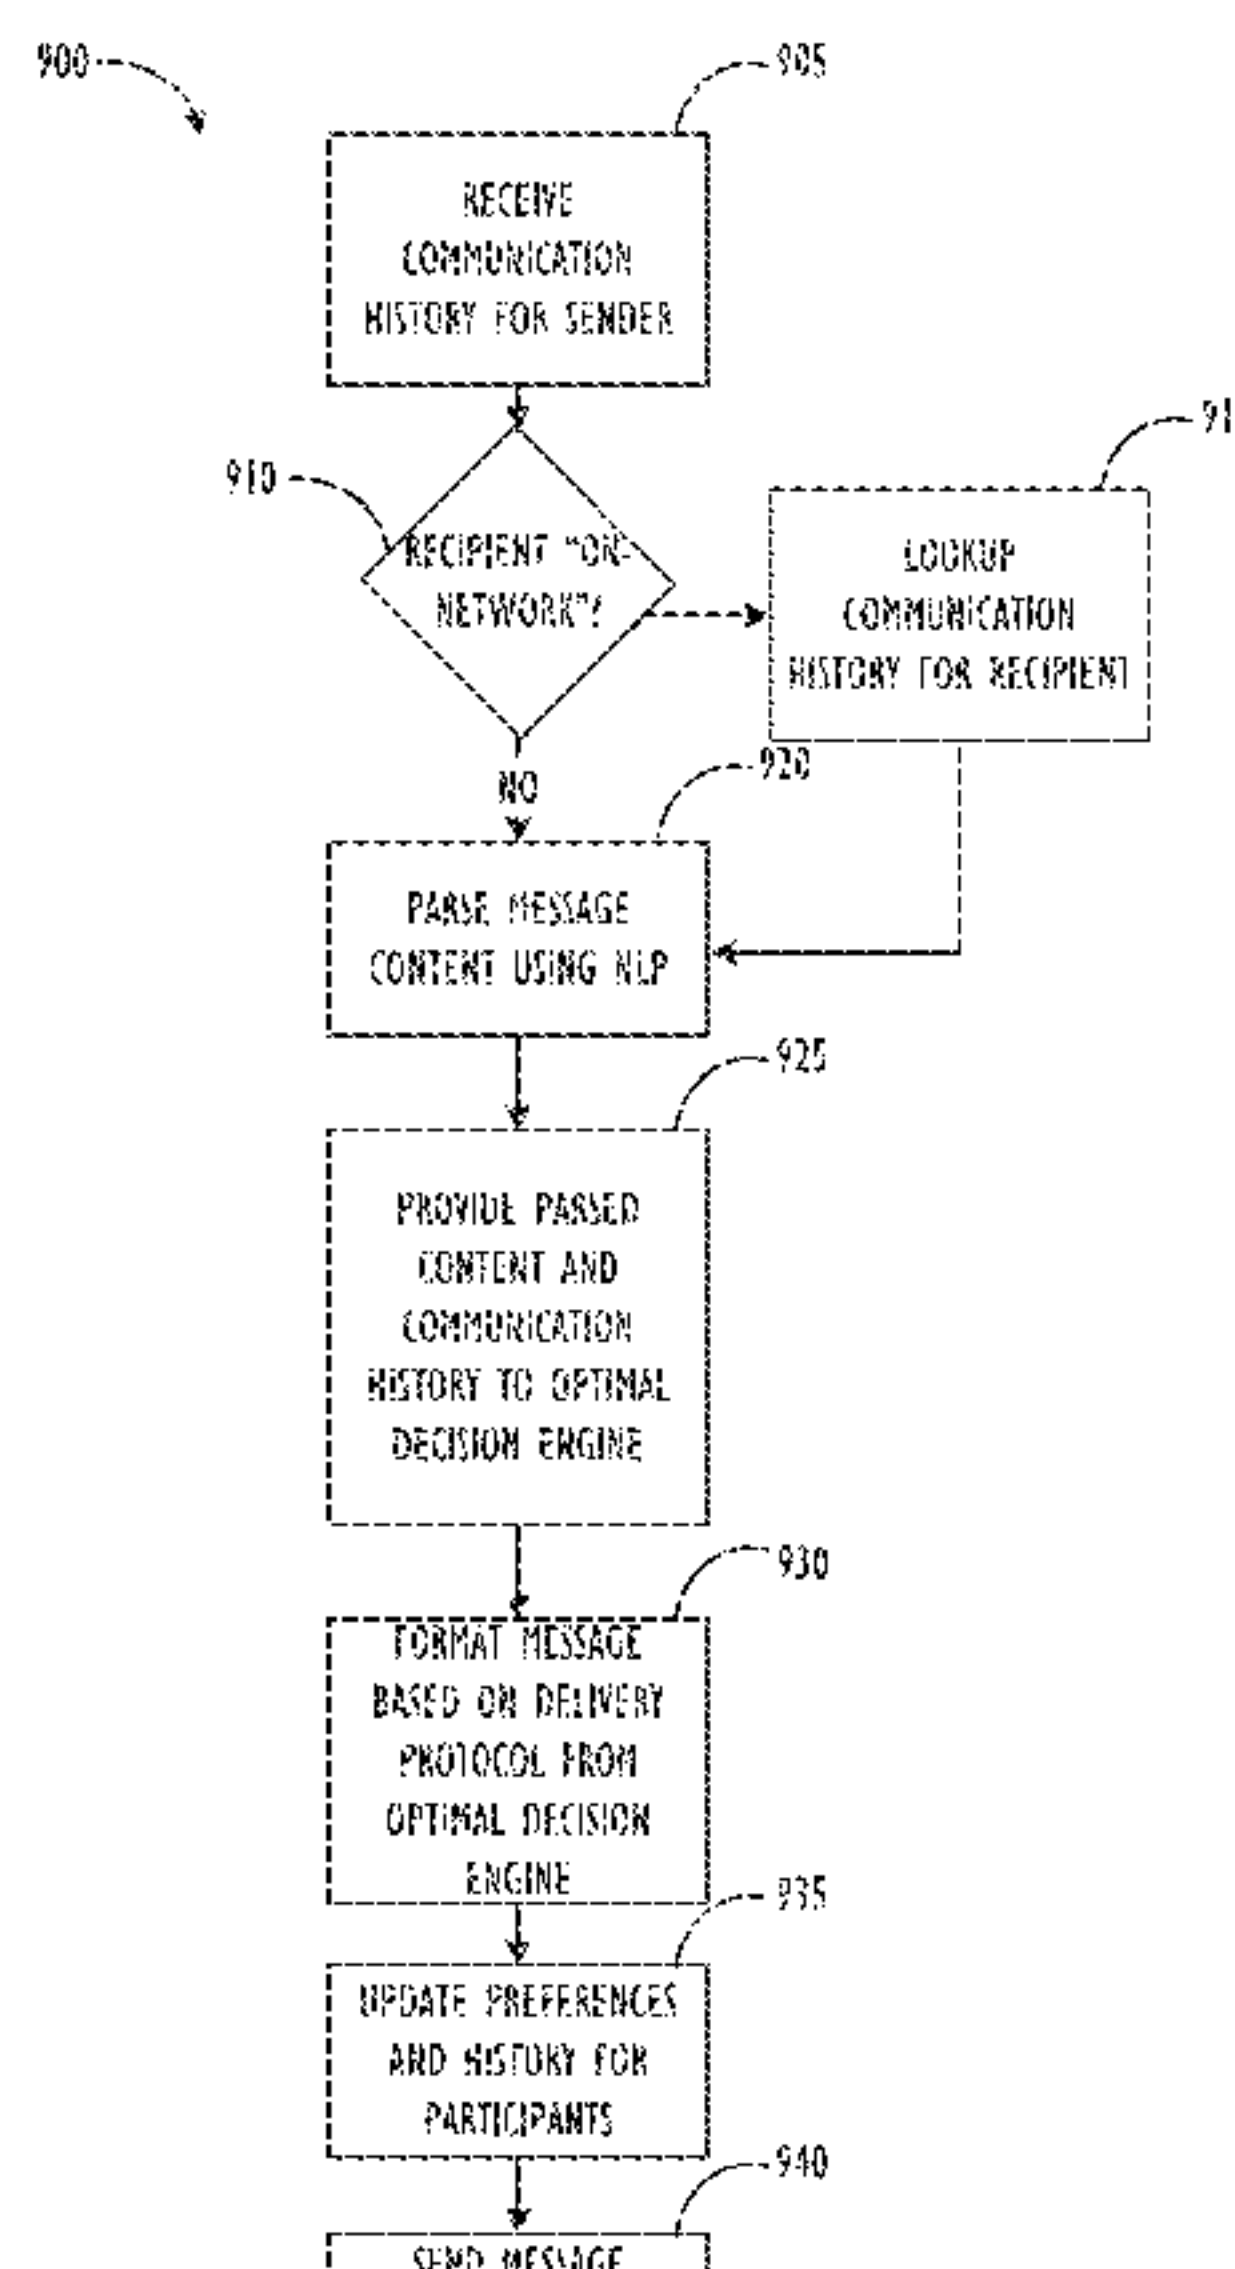 900
905
RECEIVE
COMMUNICATION
HISTORY FOR SENDER
910
RECIPIENT "ON-
NETWORK"?
91
LOOKUP
COMMUNICATION
HISTORY FOR RECIPIENT
NO
920
PARSE MESSAGE
CONTENT USING NLP
925
PROVIDE PARSED
CONTENT AND
COMMUNICATION
HISTORY TO OPTIMAL
DECISION ENGINE
930
FORMAT MESSAGE
BASED ON DELIVERY
PROTOCOL FROM
OPTIMAL DECISION
ENGINE
935
UPDATE PREFERENCES
AND HISTORY FOR
PARTICIPANTS
940
SEND MESSAGE